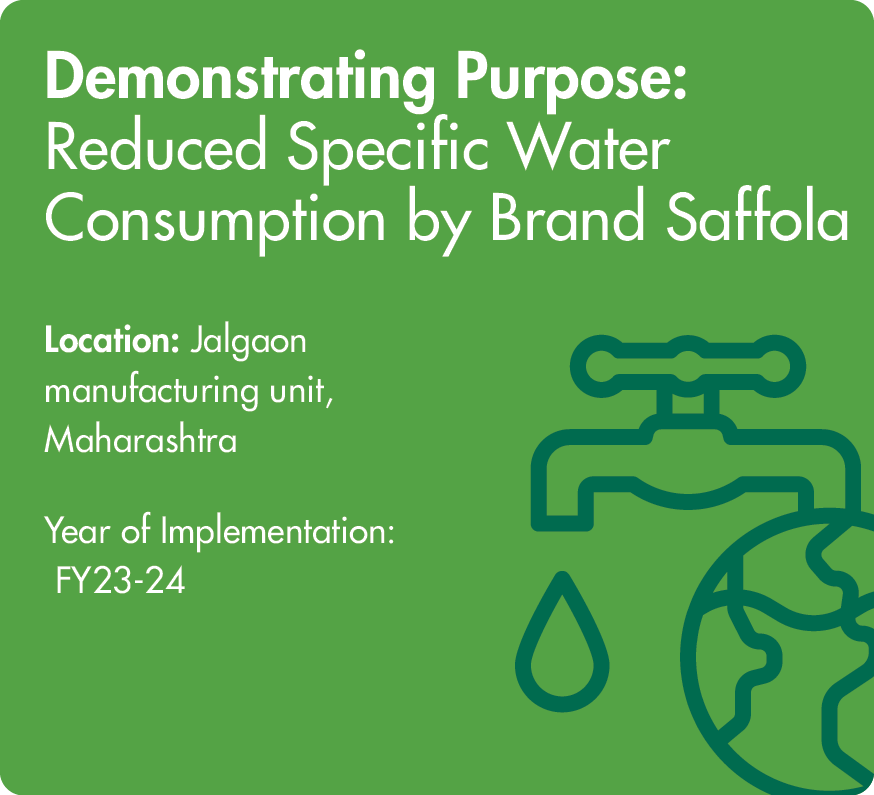 Demonstrating Purpose:
Reduced Specific Water
Consumption by Brand Saffola
Location: Jalgaon
manufacturing unit,
Maharashtra
Year of Implementation:
FY23-24